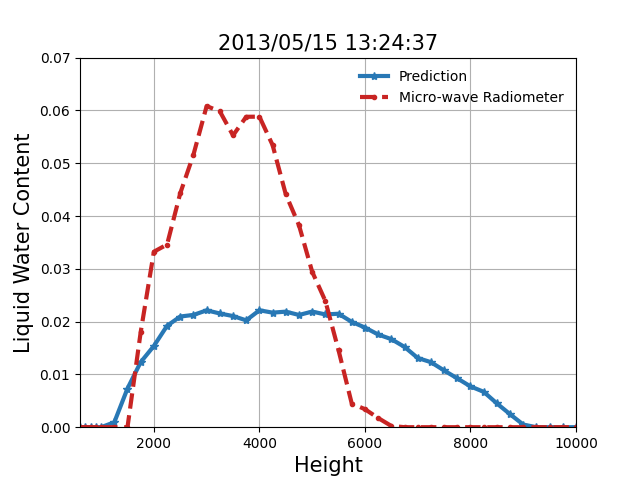 2013/05/15 13:24:37
Prediction
Micro-wave Radiometer
Liquid Water Content
0.07
0.06
0.05
0.04
0.03
0.02
0.01
0.00
2000 4000 6000 8000 10000
Height